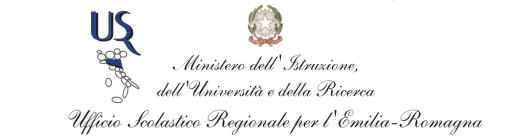 USR
Ministero dell'Istruzione,
dell'Università e della Ricerca
Ufficio Scolastico Regionale per l'Emilia-Romagna